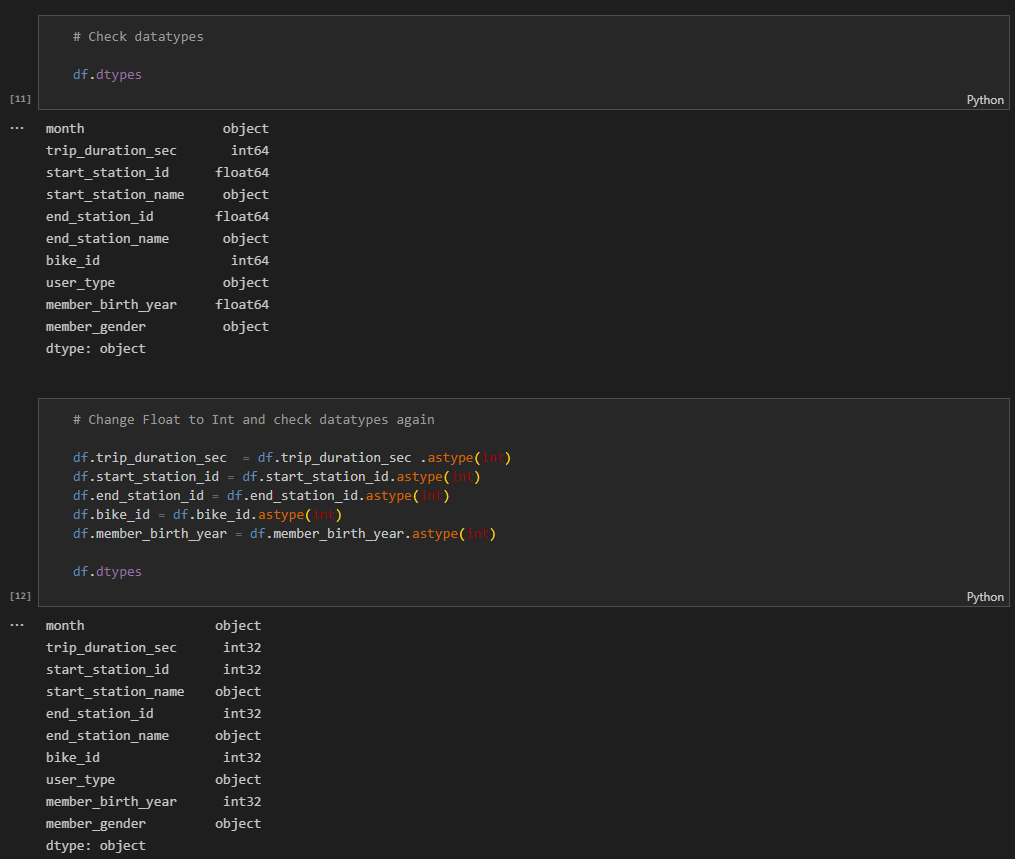 # Check datatypes
df.dtypes
[11]
Python
...
month object
trip_duration_sec int64
start_station_id float64
start_station_name object
end_station_id float64
end_station_name object
bike_id int64
user_type object
member_birth_year float64
member_gender object
dtype: object
# Change Float to Int and check datatypes again
df.trip_duration_sec  = df.trip_duration_sec .astype(int)
df.start_station_id = df.start_station_id.astype(int)
df.end_station_id = df.end_station_id.astype(int)
df.bike_id = df.bike_id.astype(int)
df.member_birth_year = df.member_birth_year.astype(int)
df.dtypes
[12]
Python
...
month object
trip_duration_sec int32
start_station_id int32
start_station_name object
end_station_id int32
end_station_name object
bike_id int32
user_type object
member_birth_year int32
member_gender object
dtype: object